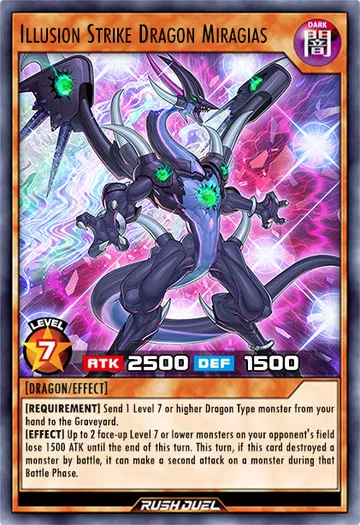 ILLUSION STRIKE DRAGON MIRAGIAS
DARK
闇
LEVEL
7
ATK 2500 DEF 1500
[DRAGON/EFFECT]
[REQUIREMENT] Send 1 Level 7 or higher Dragon Type monster from your
hand to the Graveyard.
[EFFECT] Up to 2 face-up Level 7 or lower monsters on your opponent's field
lose 1500 ATK until the end of this turn. This turn, if this card destroyed a
monster by battle, it can make a second attack on a monster during that
Battle Phase.
RUSH DUEL